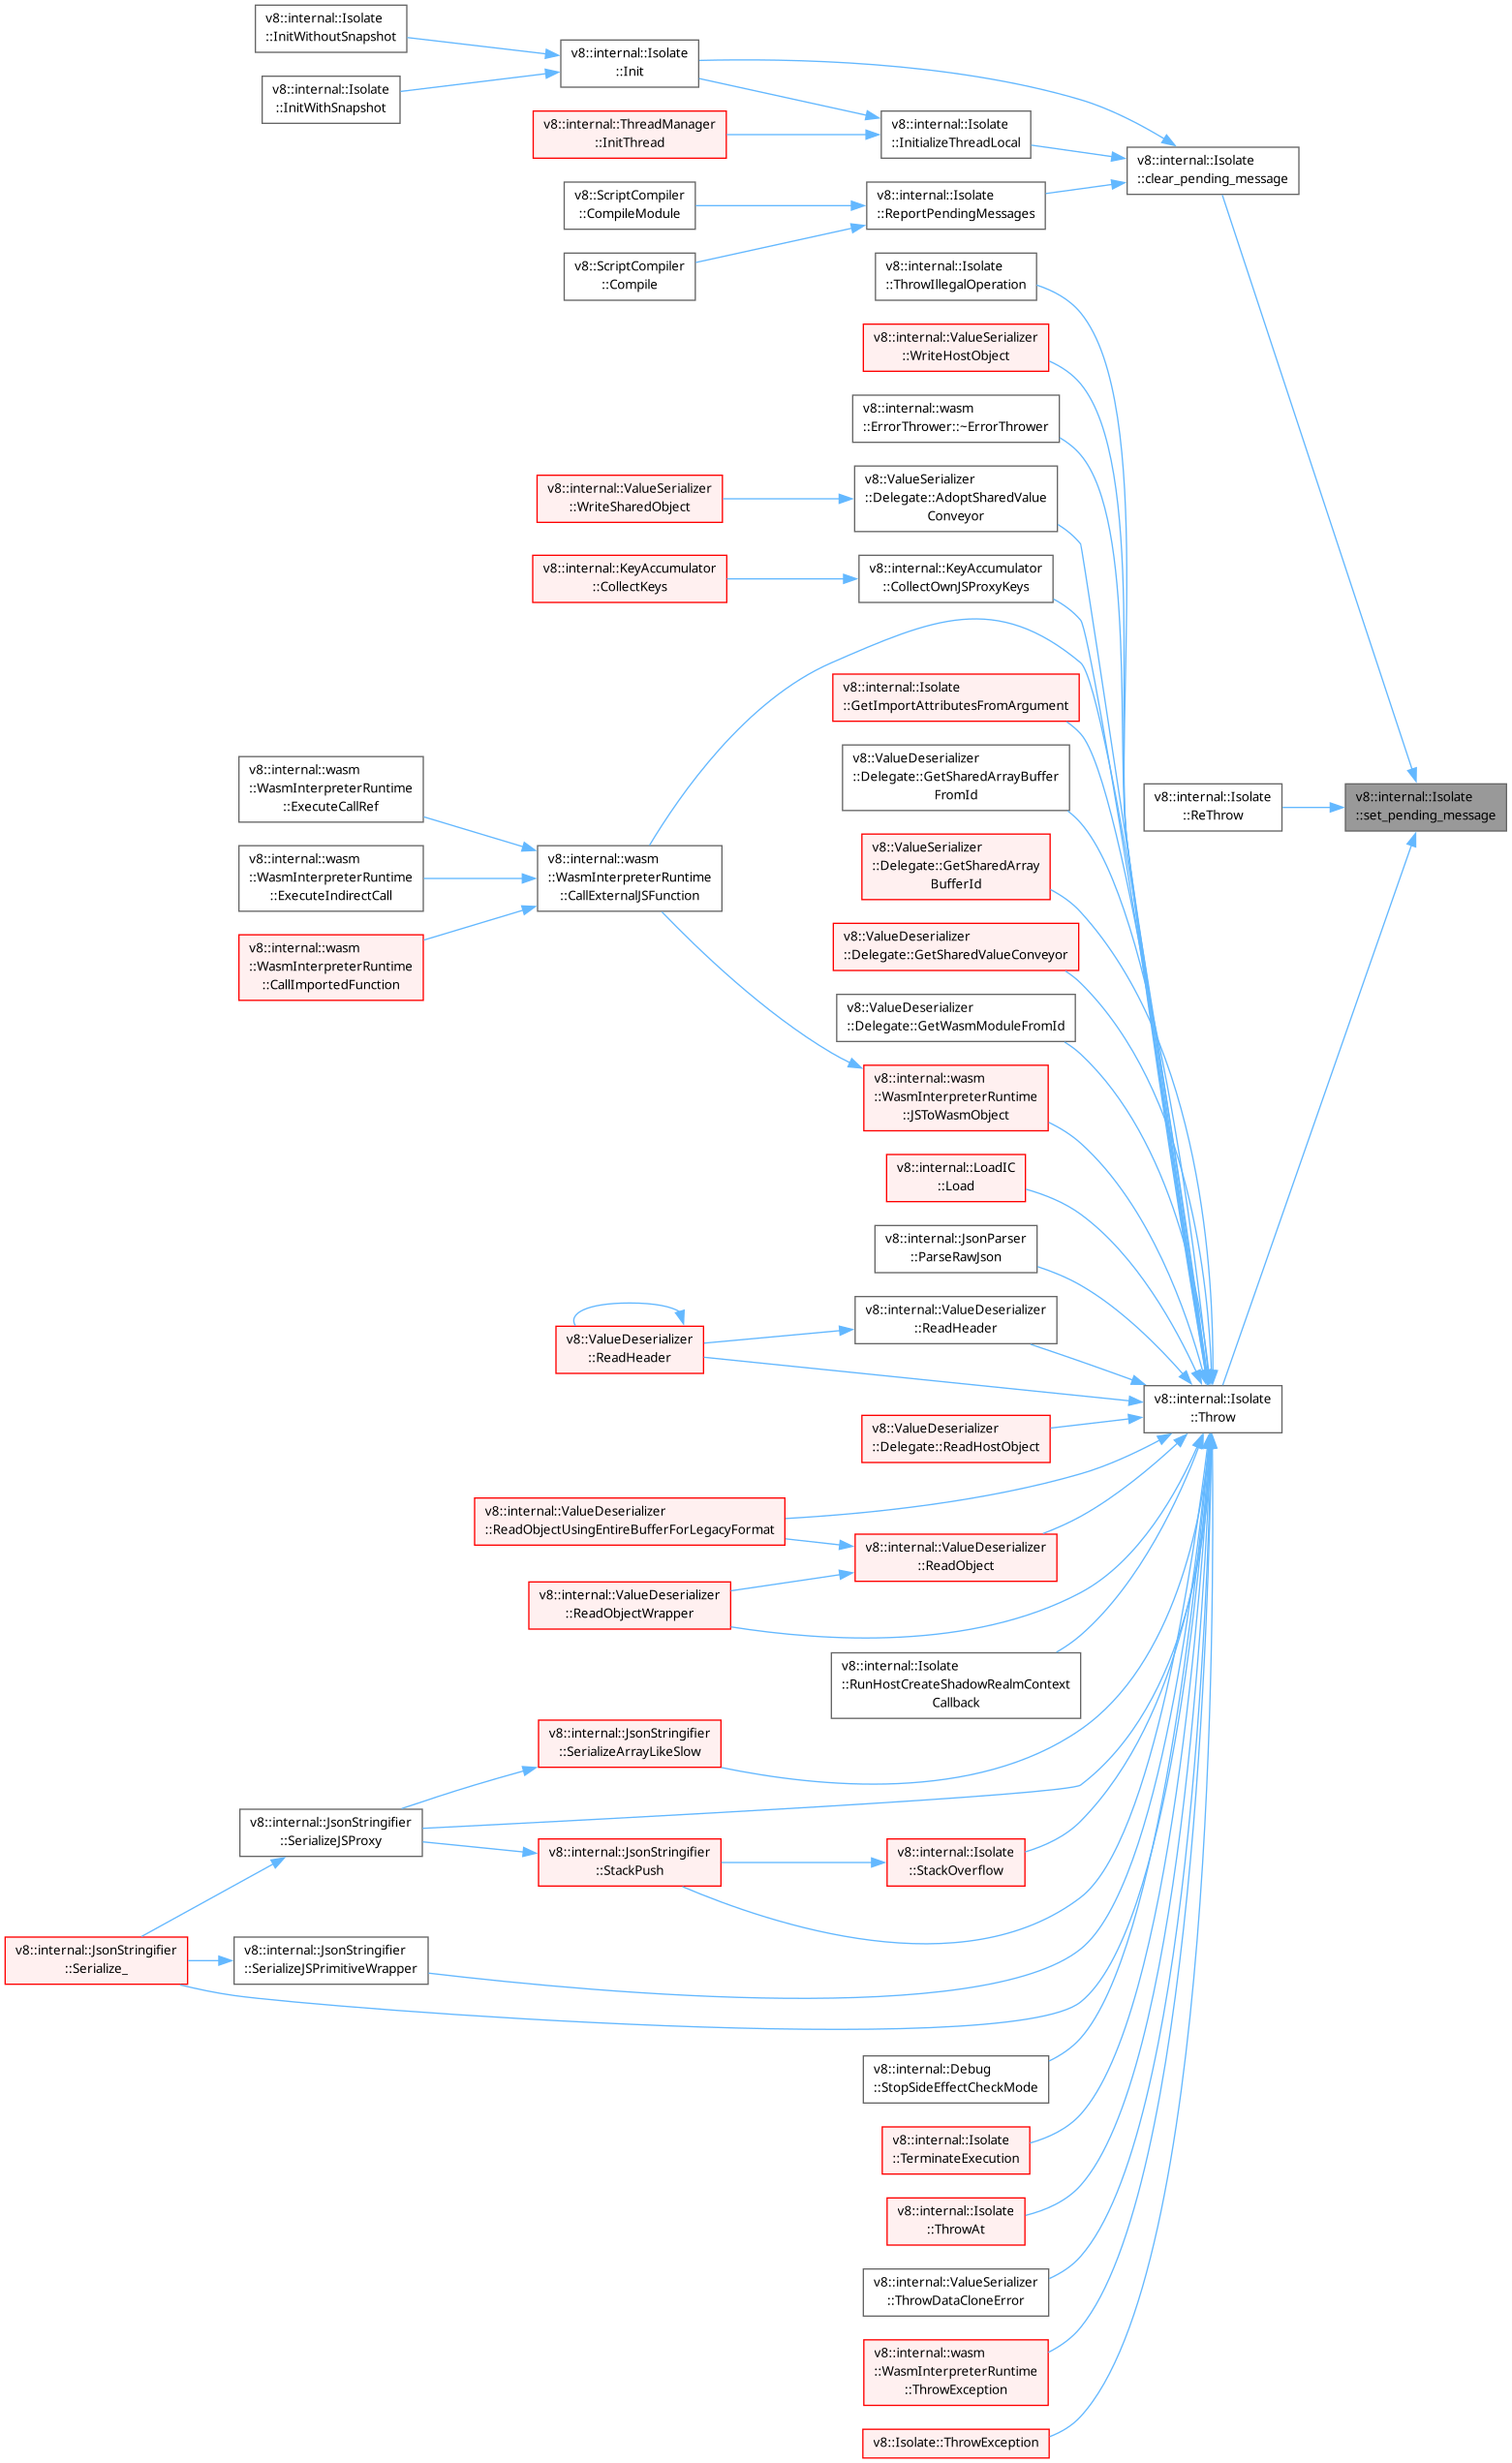 v8::internal::Isolate
::InitWithoutSnapshot
v8::internal::Isolate
::Init
v8::internal::Isolate
::InitWithSnapshot
v8::internal::ThreadManager
::InitThread
v8::internal::Isolate
::InitializeThreadLocal
v8::internal::Isolate
::clear_pending_message
v8::ScriptCompiler
::CompileModule
v8::internal::Isolate
::ReportPendingMessages
v8::ScriptCompiler
::Compile
v8::internal::Isolate
::ThrowIllegalOperation
v8::internal::ValueSerializer
::WriteHostObject
v8::internal::wasm
::ErrorThrower::~ErrorThrower
v8::internal::ValueSerializer
::WriteSharedObject
v8::ValueSerializer
::Delegate::AdoptSharedValue
Conveyor
v8::internal::KeyAccumulator
::CollectKeys
v8::internal::KeyAccumulator
::CollectOwnJSProxyKeys
v8::internal::Isolate
::GetImportAttributesFromArgument
v8::internal::wasm
::WasmInterpreterRuntime
::ExecuteCallRef
v8::ValueDeserializer
::Delegate::GetSharedArrayBuffer
FromId
v8::internal::Isolate
::ReThrow
v8::internal::Isolate
::set_pending_message
v8::internal::wasm
::WasmInterpreterRuntime
::ExecuteIndirectCall
v8::internal::wasm
::WasmInterpreterRuntime
::CallExternalJSFunction
v8::ValueSerializer
::Delegate::GetSharedArray
BufferId
v8::internal::wasm
::WasmInterpreterRuntime
::CallImportedFunction
v8::ValueDeserializer
::Delegate::GetSharedValueConveyor
v8::ValueDeserializer
::Delegate::GetWasmModuleFromId
v8::internal::wasm
::WasmInterpreterRuntime
::JSToWasmObject
v8::internal::LoadIC
::Load
v8::internal::JsonParser
::ParseRawJson
v8::ValueDeserializer
::ReadHeader
v8::internal::ValueDeserializer
::ReadHeader
v8::internal::Isolate
::Throw
v8::ValueDeserializer
::Delegate::ReadHostObject
v8::internal::ValueDeserializer
::ReadObjectUsingEntireBufferForLegacyFormat
v8::internal::ValueDeserializer
::ReadObject
v8::internal::ValueDeserializer
::ReadObjectWrapper
v8::internal::Isolate
::RunHostCreateShadowRealmContext
Callback
v8::internal::JsonStringifier
::SerializeArrayLikeSlow
v8::internal::JsonStringifier
::SerializeJSProxy
v8::internal::JsonStringifier
::StackPush
v8::internal::Isolate
::StackOverflow
v8::internal::JsonStringifier
::Serialize_
v8::internal::JsonStringifier
::SerializeJSPrimitiveWrapper
v8::internal::Debug
::StopSideEffectCheckMode
v8::internal::Isolate
::TerminateExecution
v8::internal::Isolate
::ThrowAt
v8::internal::ValueSerializer
::ThrowDataCloneError
v8::internal::wasm
::WasmInterpreterRuntime
::ThrowException
v8::Isolate::ThrowException